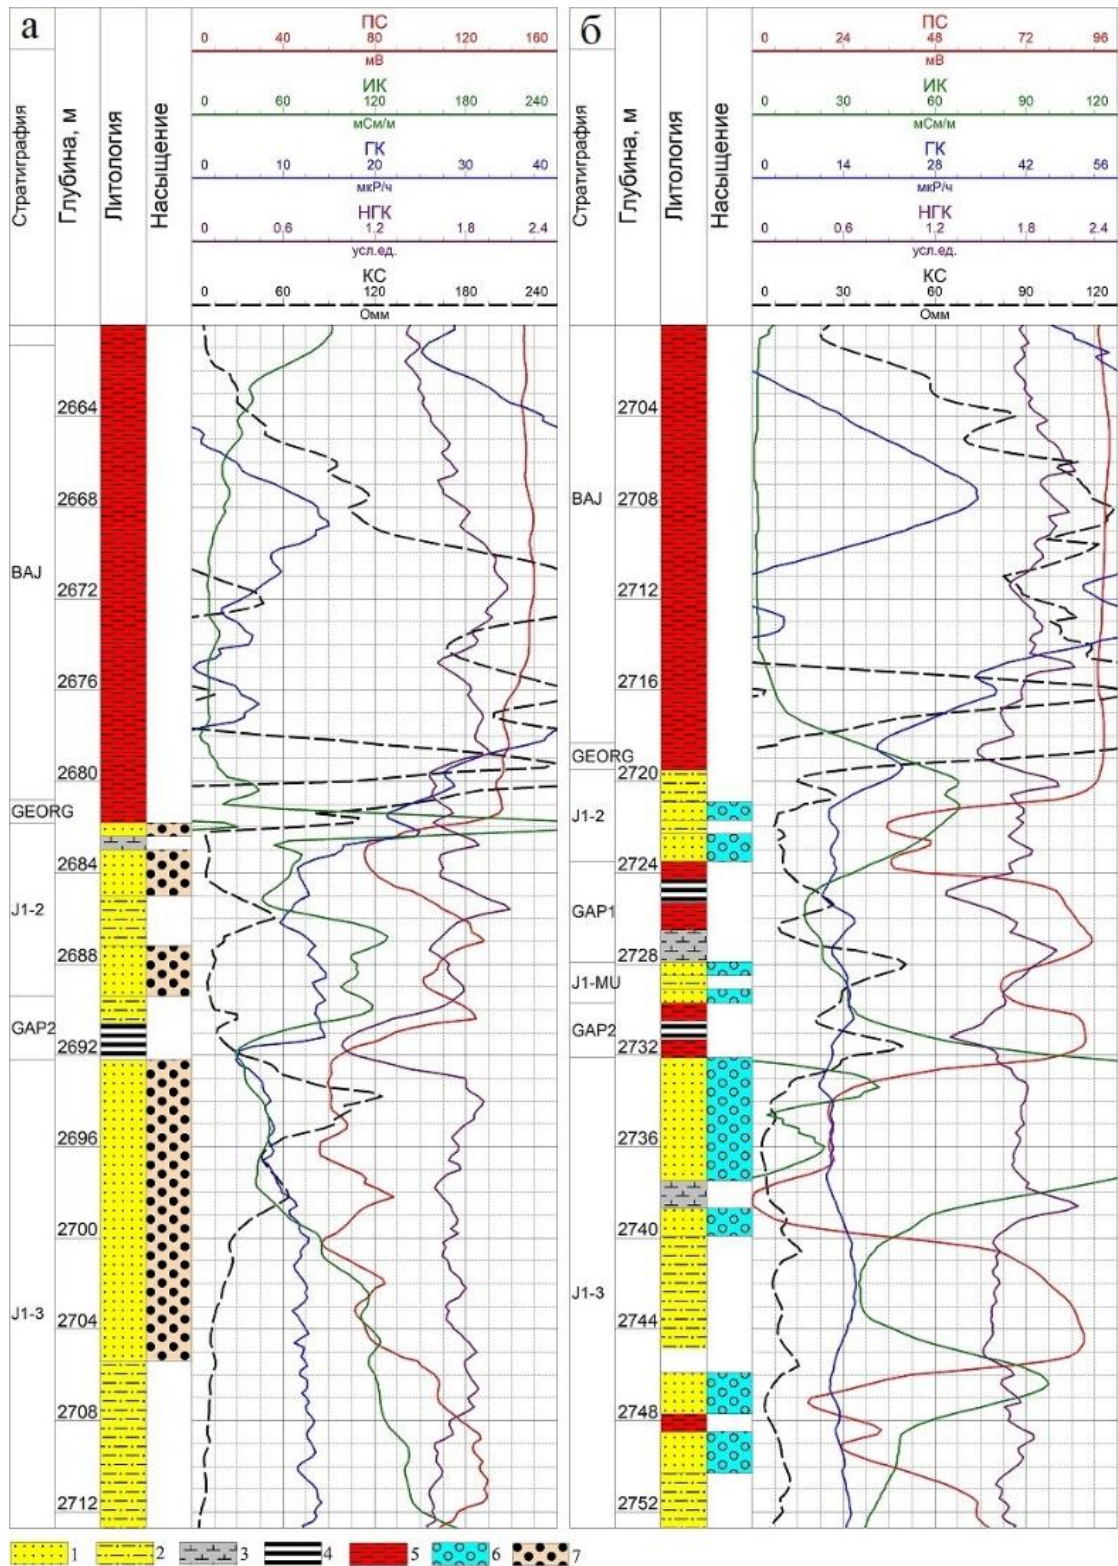 а
Стратиграфия
Глубина, м
Литология
Насыщение
ПС
0 40 80 120 160
мВ
ИК
0 60 120 180 240
мСм/м
ГК
0 10 20 30 40
мкР/ч
НГК
0 0.6 1.2 1.8 2.4
усл.ед.
КС
0 60 120 180 240
Омм
BAJ
GEORG
J1-2
GAP2
J1-3
2664
2668
2672
2676
2680
2684
2688
2692
2696
2700
2704
2708
2712
б
Стратиграфия
Глубина, м
Литология
Насыщение
ПС
0 24 48 72 96
мВ
ИК
0 30 60 90 120
мСм/м
ГК
0 14 28 42 56
мкР/ч
НГК
0 0.6 1.2 1.8 2.4
усл.ед.
КС
0 30 60 90 120
Омм
BAJ
GEORG
J1-2
GAP1
J1-MU
GAP2
J1-3
2704
2708
2712
2716
2720
2724
2728
2732
2736
2740
2744
2748
2752
1 2 3 4 5 6 7